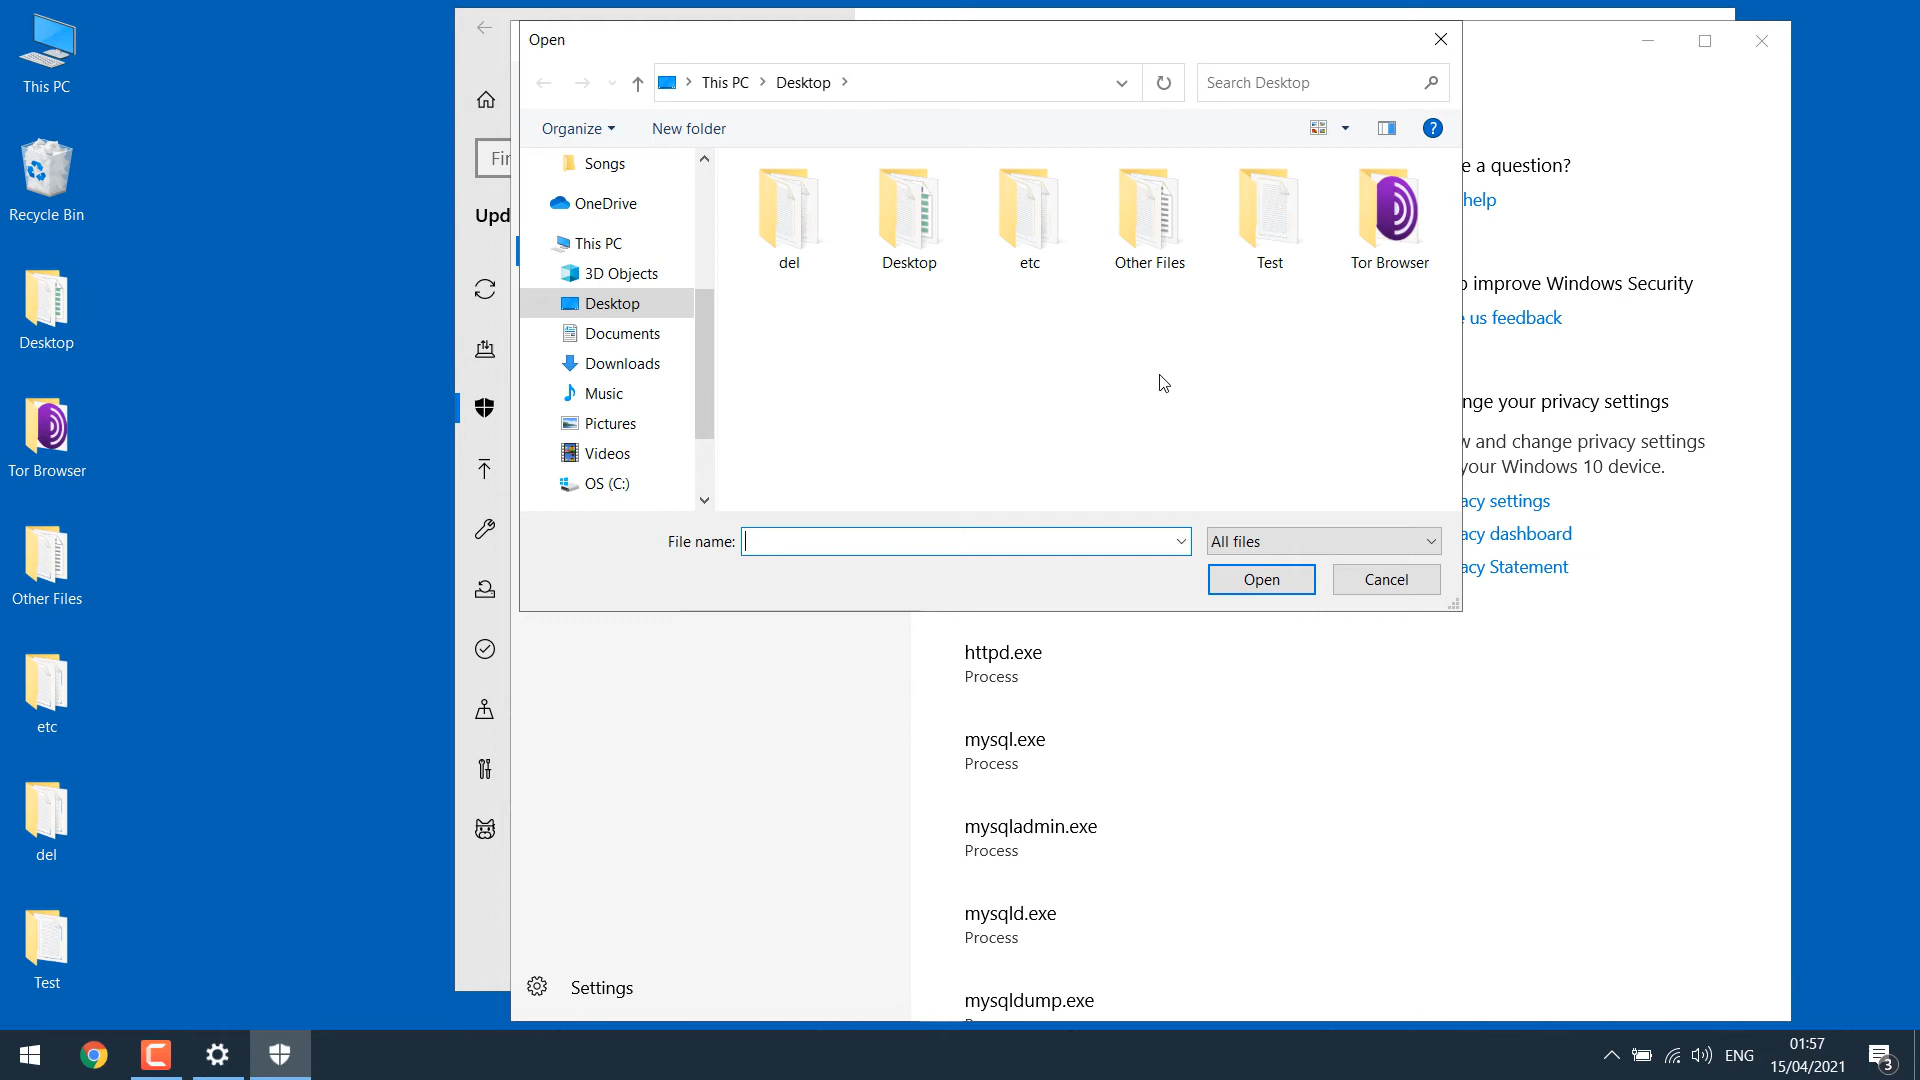 This PC
Recycle Bin
Desktop
Tor Browser
Other Files
etc
del
Test
Open
This PC
Desktop
Search Desktop
Organize
New folder
Songs
OneDrive
This PC
3D Objects
Desktop
Documents
Downloads
Music
Pictures
Videos
OS (C:)
del
Desktop
etc
Other Files
Test
Tor Browser
File name:
All files
Open
Cancel
Fin
Upd
e a question?
help
o improve Windows Security
e us feedback
nge your privacy settings
w and change privacy settings
your Windows 10 device.
acy settings
acy dashboard
acy Statement
httpd.exe
Process
mysql.exe
Process
mysqladmin.exe
Process
mysqld.exe
Process
mysqldump.exe
Settings
ENG
01:57
15/04/2021
3